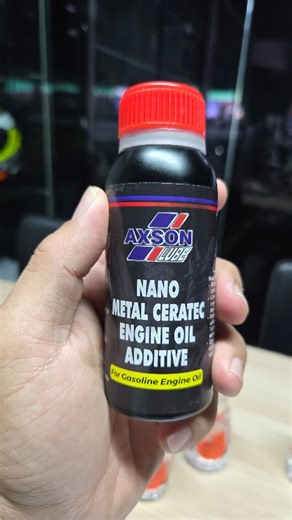 AXSON
LUBE
NANO
METAL CERATEC
ENGINE OIL
ADDITIVE
For Gasoline Engine Oil